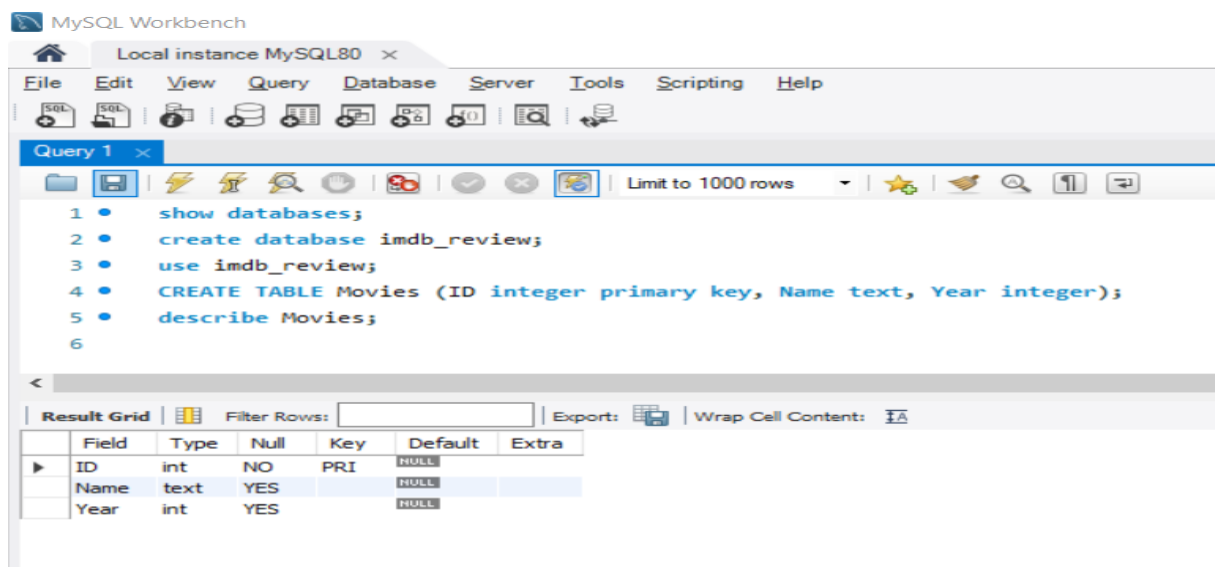 MySQL Workbench
Local instance MySQL80 ×
File Edit View Query Database Server Tools Scripting Help
Query 1 ×
Limit to 1000 rows
1 show databases;
2 create database imdb_review;
3 use imdb_review;
4 CREATE TABLE Movies (ID integer primary key, Name text, Year integer);
5 describe Movies;
6
Result Grid Filter Rows: Export: Wrap Cell Content: IA
Field Type Null Key Default Extra
ID int NO PRI NULL
Name text YES NULL
Year int YES NULL